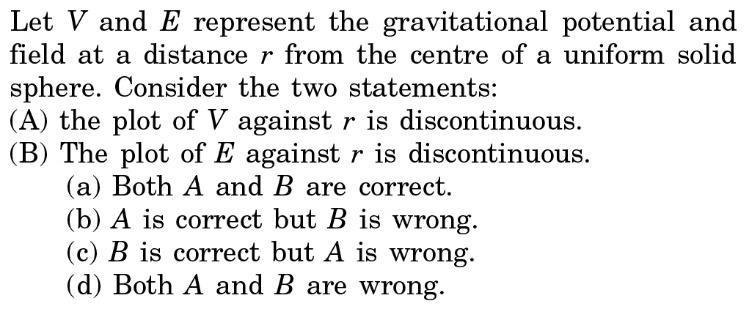 Let V and E represent the gravitational potential and
field at a distance r from the centre of a uniform solid
sphere. Consider the two statements:
(A) the plot of V against r is discontinuous.
(B) The plot of E against r is discontinuous.
(a) Both A and B are correct.
(b) A is correct but B is wrong.
(c) B is correct but A is wrong.
(d) Both A and B are wrong.